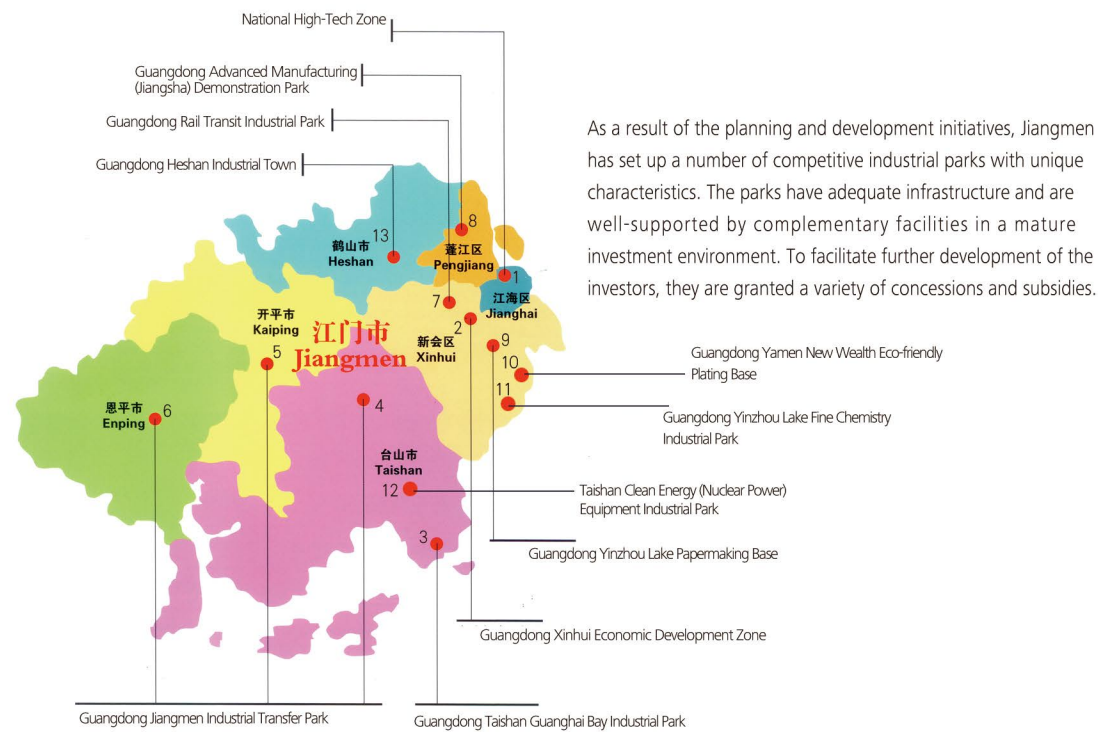 National High-Tech Zone
Guangdong Advanced Manufacturing
(Jiangsha) Demonstration Park
Guangdong Rail Transit Industrial Park
Guangdong Heshan Industrial Town
As a result of the planning and development initiatives, Jiangmen
has set up a number of competitive industrial parks with unique
characteristics. The parks have adequate infrastructure and are
well-supported by complementary facilities in a mature
investment environment. To facilitate further development of the
investors, they are granted a variety of concessions and subsidies.
8
13
鹤山市
Heshan
蓬江区
Pengjiang
1
7
江海区
Jianghai
开平市
Kaiping
江门市
Jiangmen
2
新会区
Xinhui
9
5
10
11
Guangdong Yamen New Wealth Eco-friendly
Plating Base
恩平市
Enping
6
4
Guangdong Yinzhou Lake Fine Chemistry
Industrial Park
台山市
Taishan
12
Taishan Clean Energy (Nuclear Power)
Equipment Industrial Park
3
Guangdong Yinzhou Lake Papermaking Base
Guangdong Xinhui Economic Development Zone
Guangdong Jiangmen Industrial Transfer Park
Guangdong Taishan Guanghai Bay Industrial Park